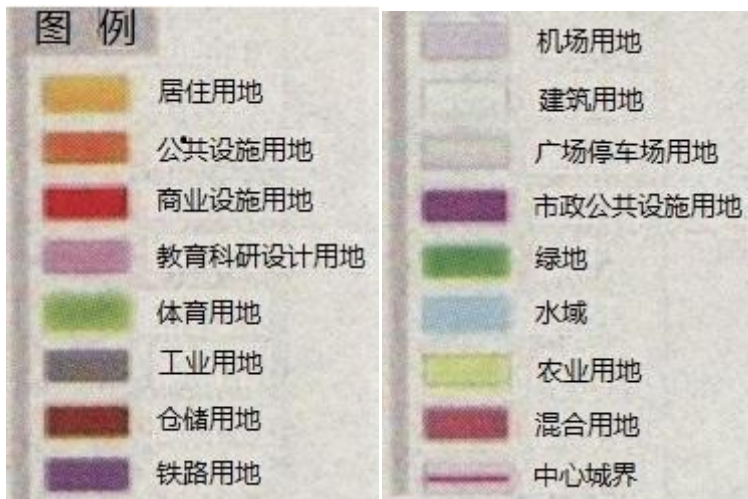 图 例
居住用地
公共设施用地
商业设施用地
教育科研设计用地
体育用地
工业用地
仓储用地
铁路用地
机场用地
建筑用地
广场停车场用地
市政公共设施用地
绿地
水域
农业用地
混合用地
中心城界